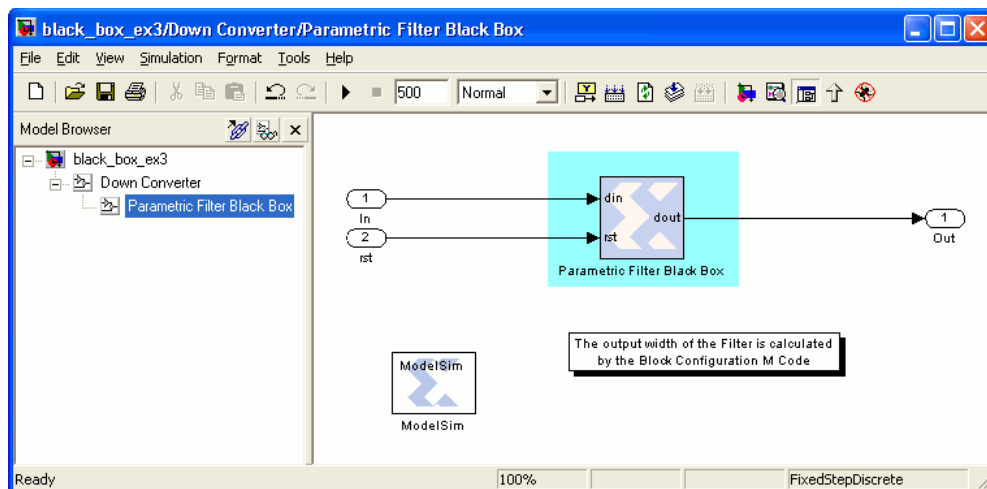 black_box_ex3/Down Converter/Parametric Filter Black Box
File Edit View Simulation Format Tools Help
500 Normal
Model Browser
black_box_ex3
Down Converter
Parametric Filter Black Box
1
In
2
rst
din
dout
rst
Parametric Filter Black Box
1
Out
The output width of the Filter is calculated
by the Block Configuration M Code
ModelSim
ModelSim
Ready 100% FixedStepDiscrete